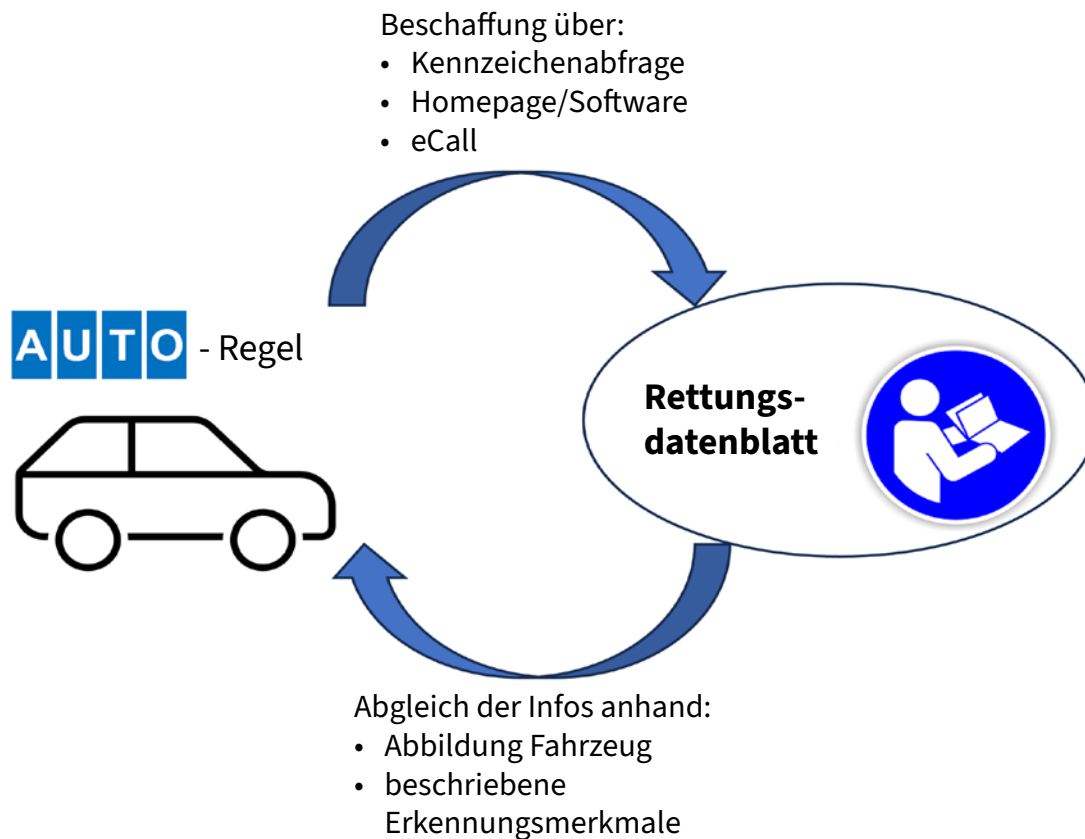 Beschaffung über:
• Kennzeichenabfrage
• Homepage/Software
• eCall
AUTO - Regel
Rettungs-
datenblatt
Abgleich der Infos anhand:
• Abbildung Fahrzeug
• beschriebene
Erkennungsmerkmale